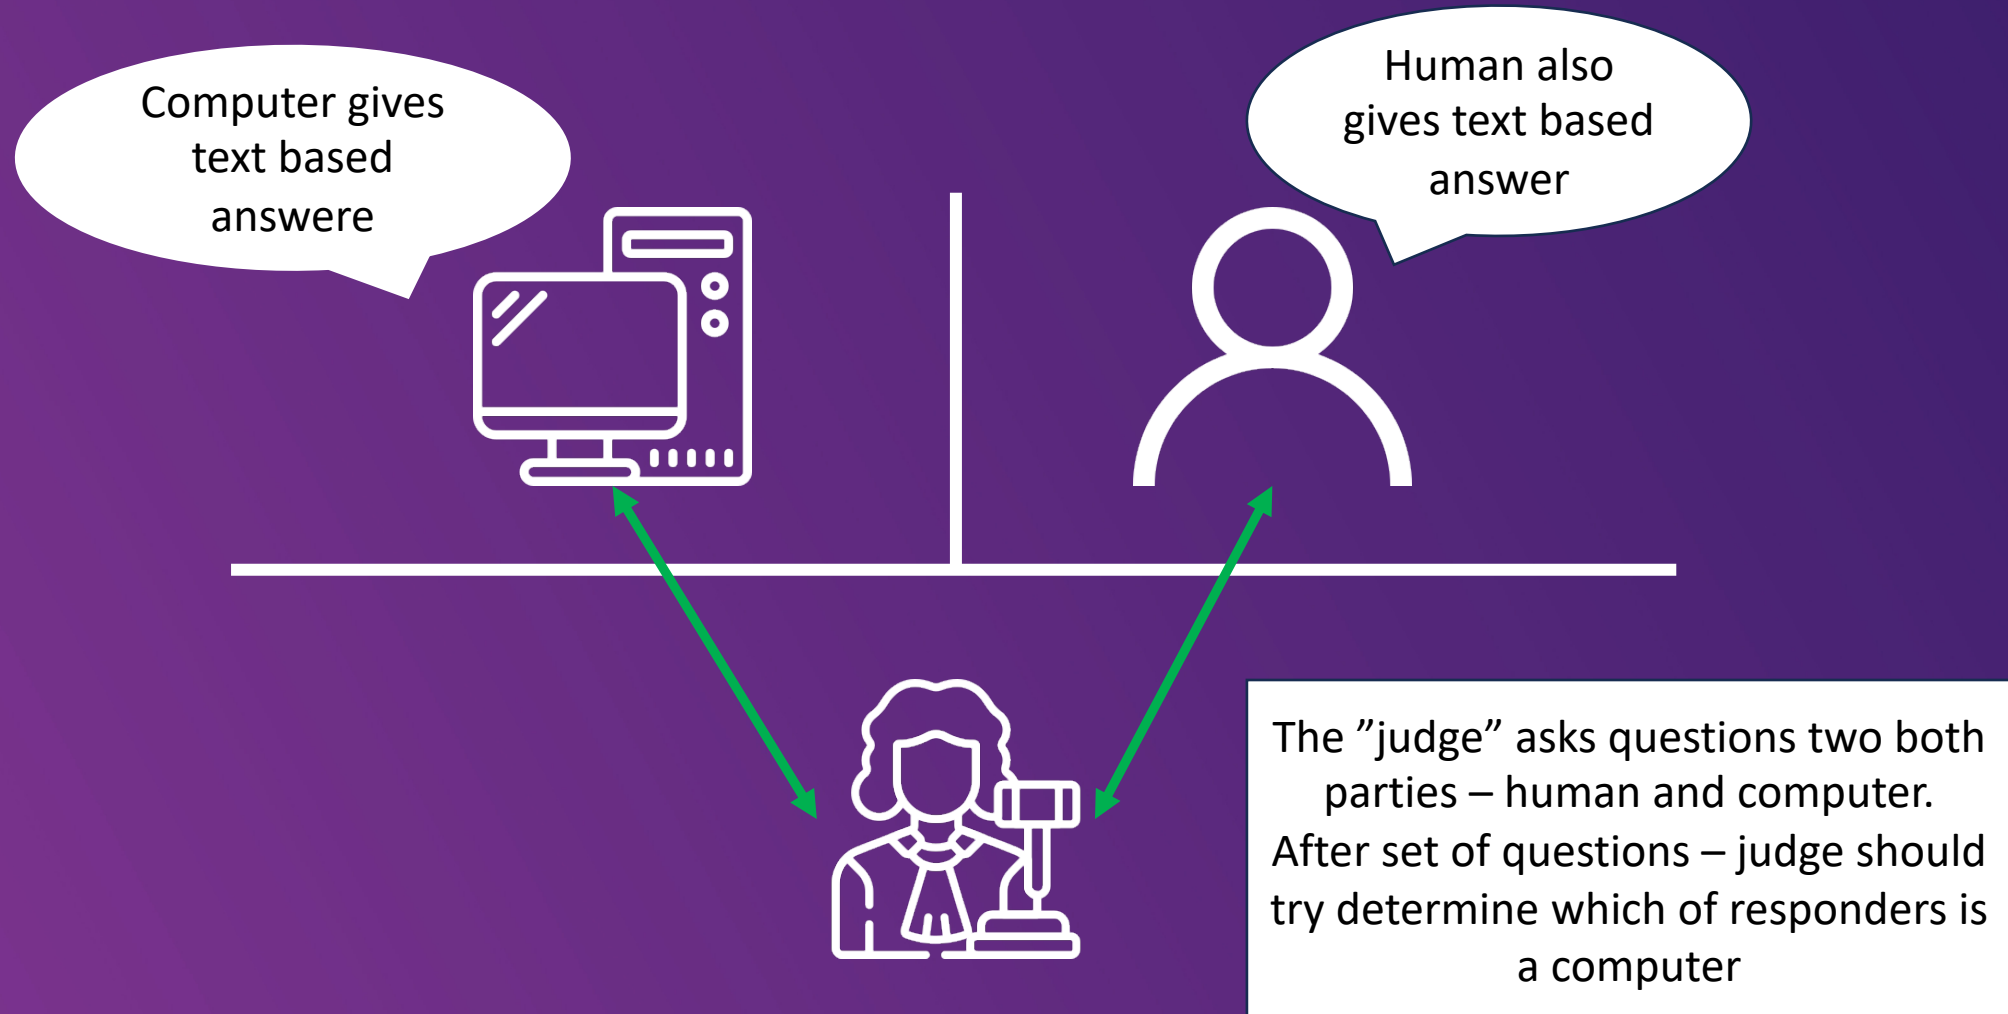 Computer gives
text based
answere
Human also
gives text based
answer
The ”judge” asks questions two both
parties – human and computer.
After set of questions – judge should
try determine which of responders is
a computer